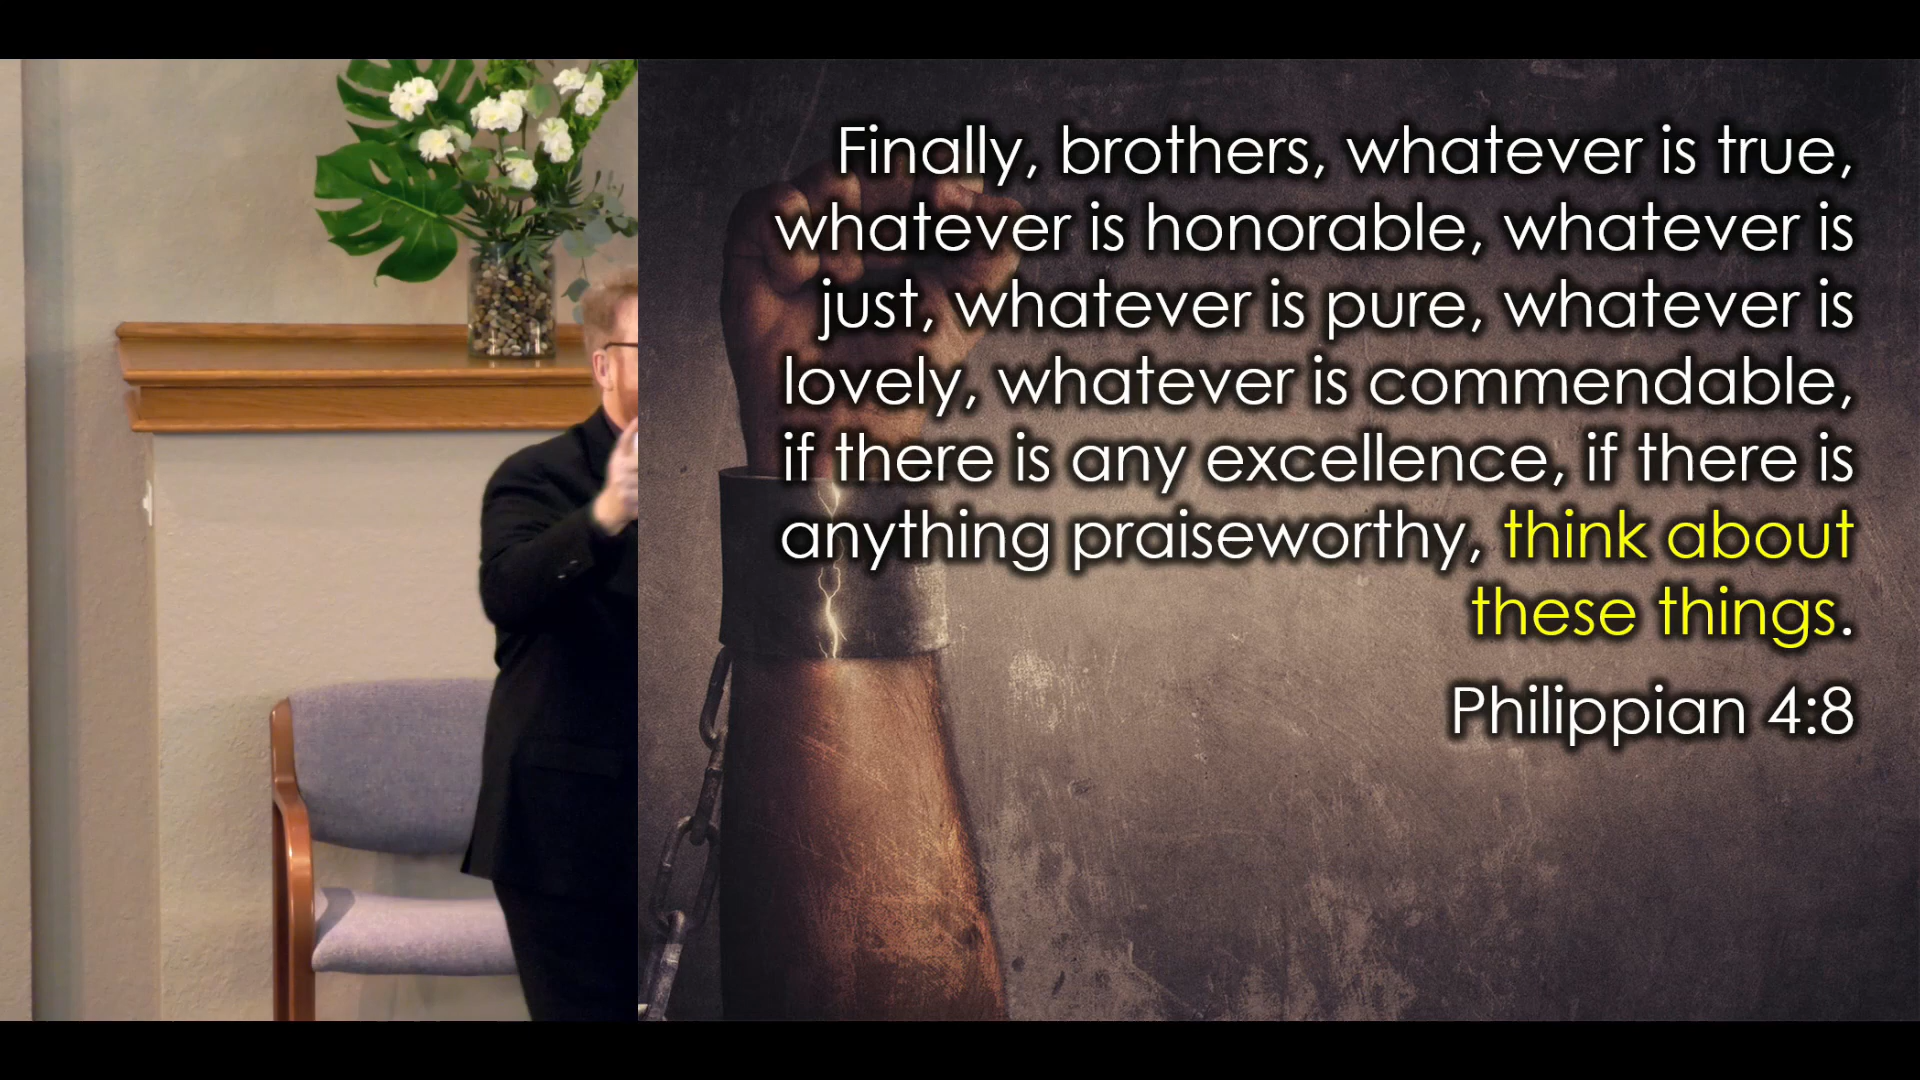 Finally, brothers, whatever is true,
whatever is honorable, whatever is
just, whatever is pure, whatever is
lovely, whatever is commendable,
if there is any excellence, if there is
anything praiseworthy, think about
these things.
Philippian 4:8